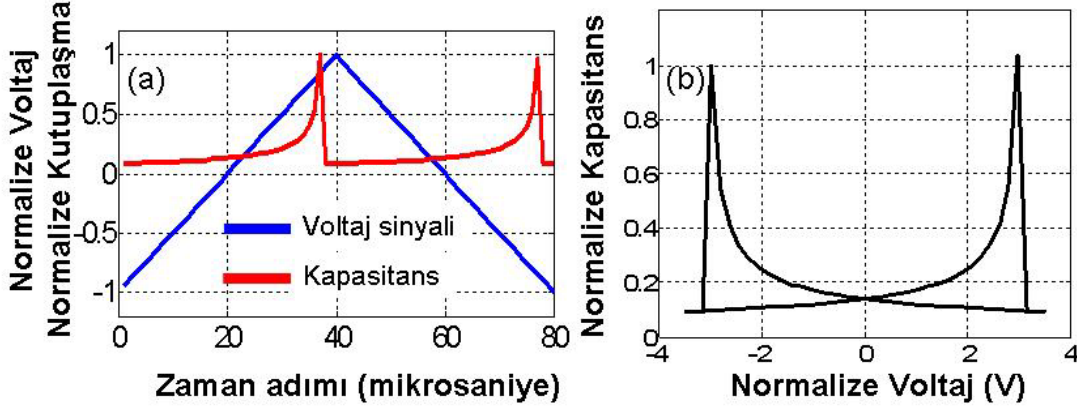 Normalize Voltaj
Normalize Kutuplaşma
(a)
1
0.5
0
-0.5
-1
Voltaj sinyali
Kapasitans
0 20 40 60 80
Zaman adımı (mikrosaniye)
Normalize Kapasitans
(b)
1
0.8
0.6
0.4
0.2
0
-4 -2 0 2 4
Normalize Voltaj (V)